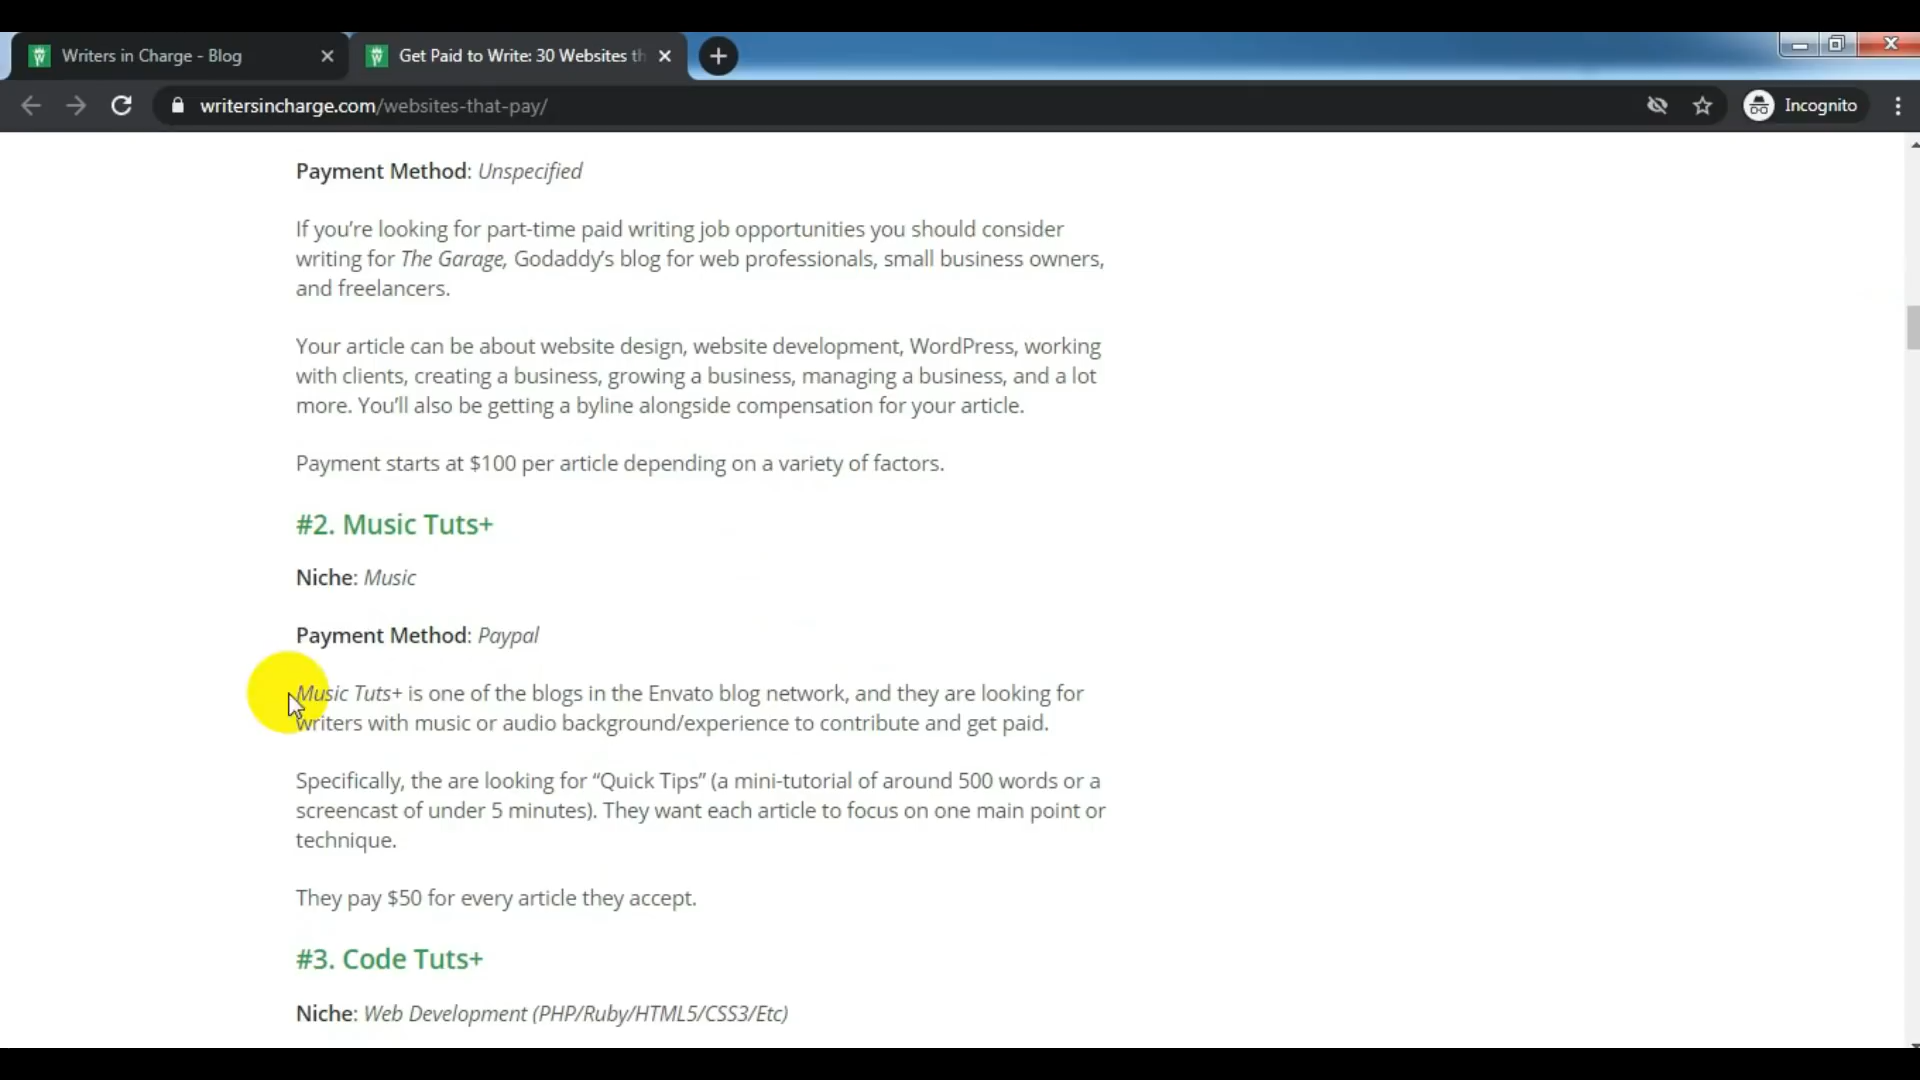 Writers in Charge - Blog
Get Paid to Write: 30 Websites th
writersincharge.com/websites-that-pay/
Incognito
Payment Method: Unspecified
If you’re looking for part-time paid writing job opportunities you should consider
writing for The Garage, Godaddy’s blog for web professionals, small business owners,
and freelancers.
Your article can be about website design, website development, WordPress, working
with clients, creating a business, growing a business, managing a business, and a lot
more. You’ll also be getting a byline alongside compensation for your article.
Payment starts at $100 per article depending on a variety of factors.
#2. Music Tuts+
Niche: Music
Payment Method: Paypal
Music Tuts+ is one of the blogs in the Envato blog network, and they are looking for
writers with music or audio background/experience to contribute and get paid.
Specifically, the are looking for “Quick Tips” (a mini-tutorial of around 500 words or a
screencast of under 5 minutes). They want each article to focus on one main point or
technique.
They pay $50 for every article they accept.
#3. Code Tuts+
Niche: Web Development (PHP/Ruby/HTML5/CSS3/Etc)